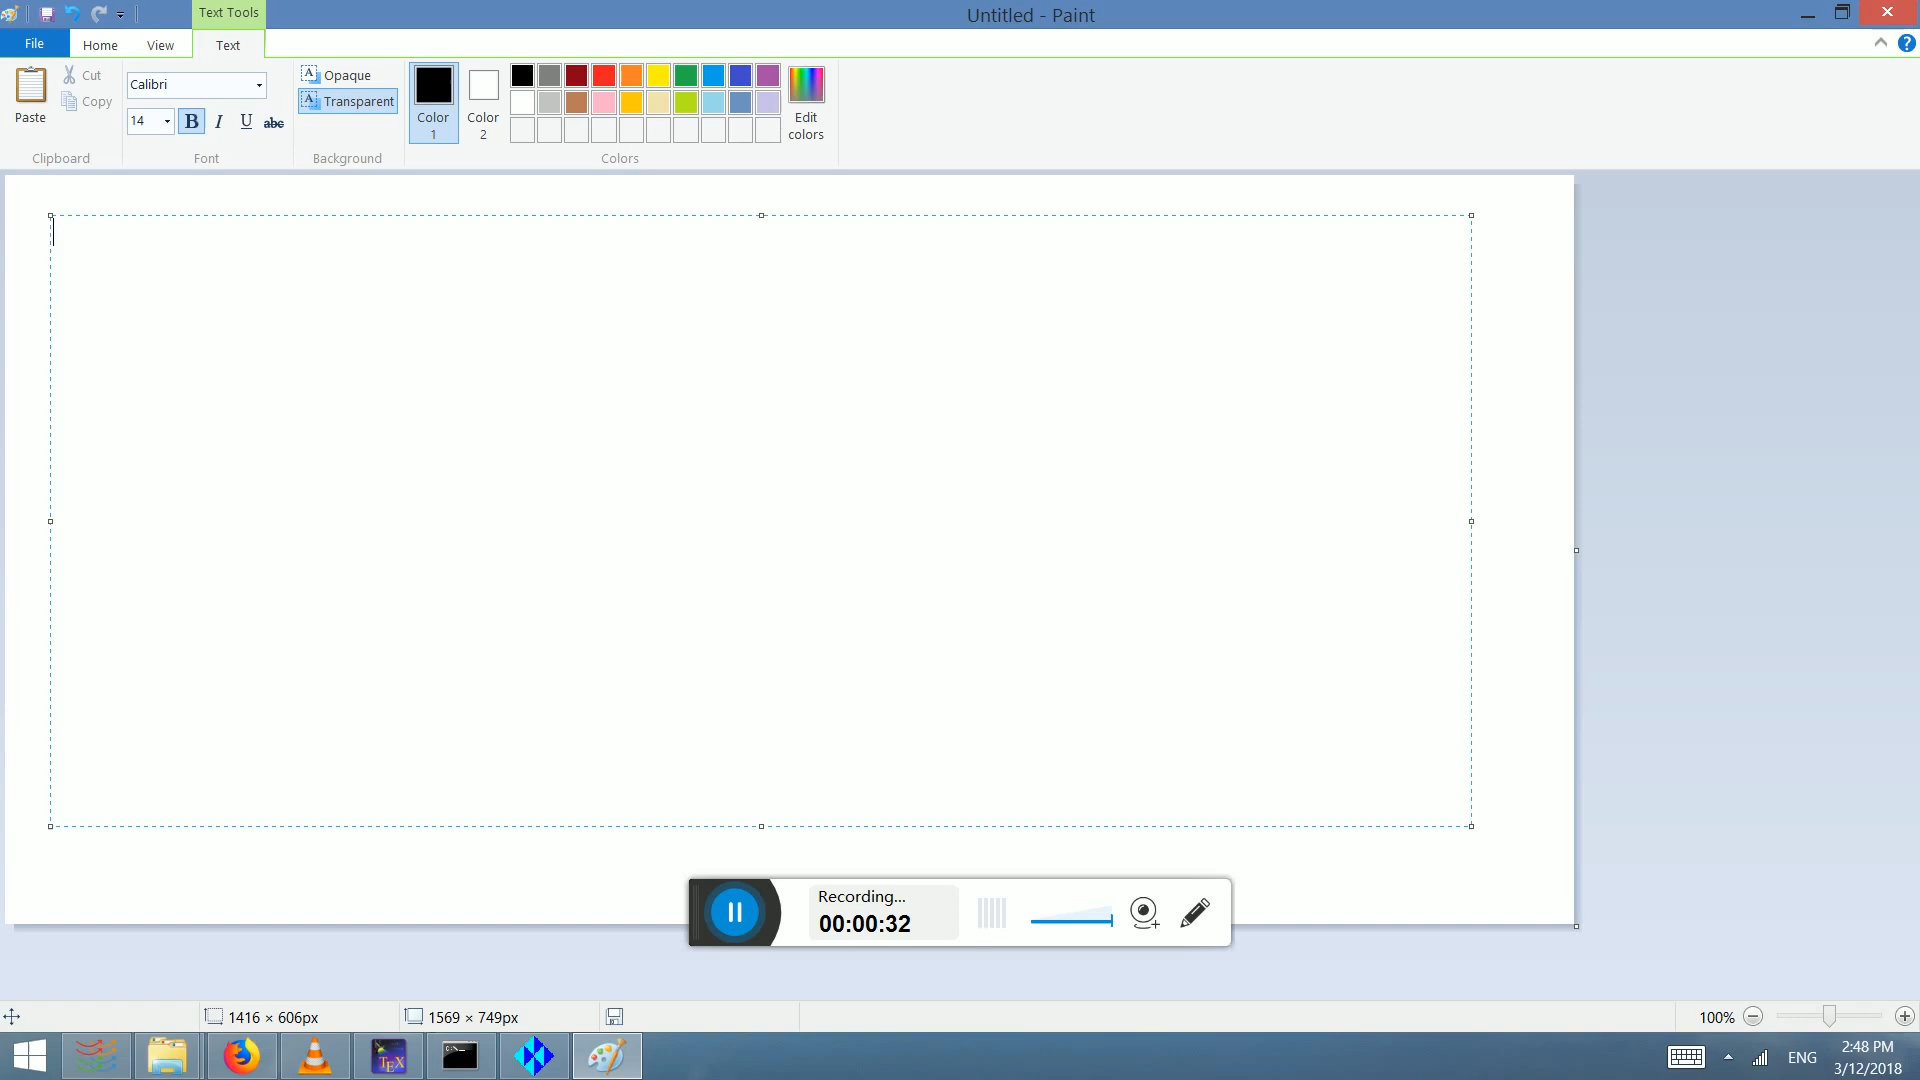 Text Tools
Untitled - Paint
File
Home
View
Text
Paste
Cut
Copy
Clipboard
Calibri
14
B I U abc
Font
Opaque
Transparent
Background
Color
1
Color
2
Edit
colors
Colors
Recording...
00:00:32
1416 × 606px
1569 × 749px
100%
TEX
C:\
ENG
2:48 PM
3/12/2018